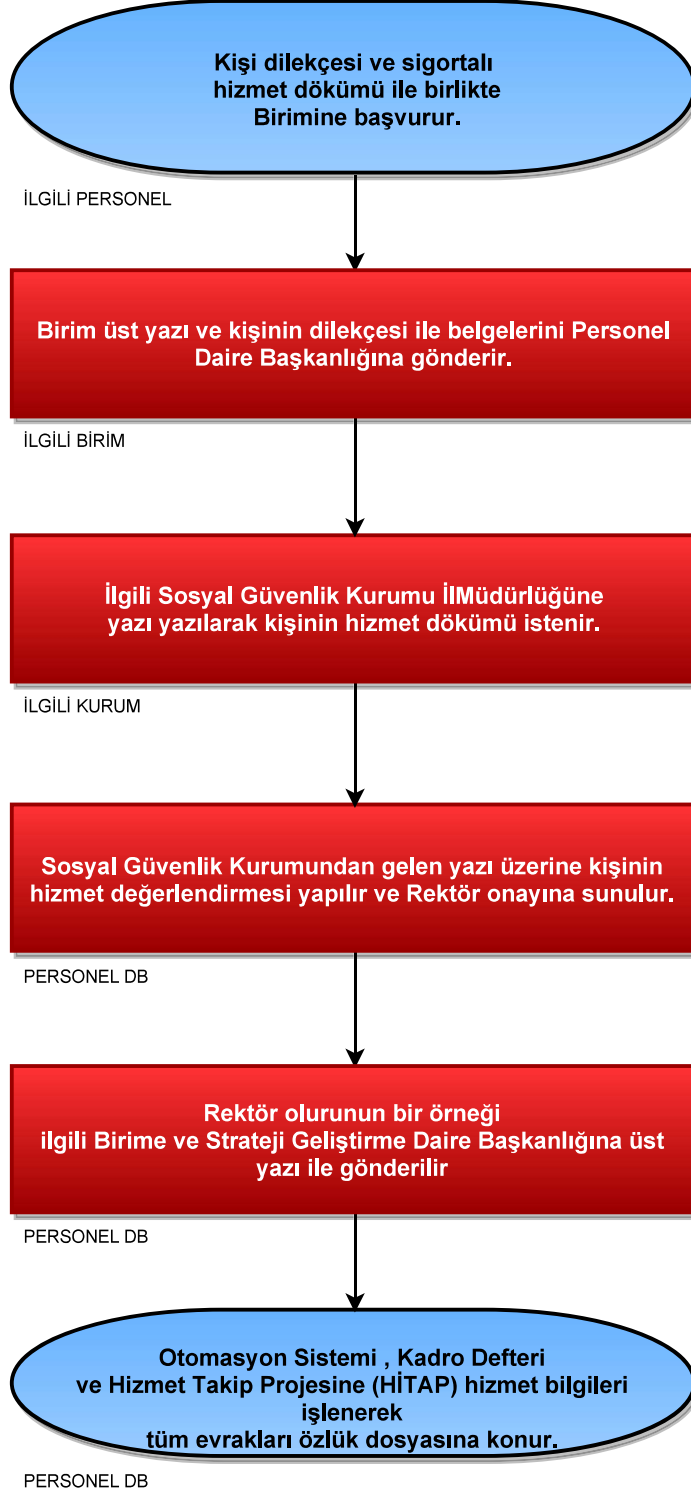 Kişi dilekçesi ve sigortalı
hizmet dökümü ile birlikte
Birimine başvurur.
İLGİLİ PERSONEL
Birim üst yazı ve kişinin dilekçesi ile belgelerini Personel
Daire Başkanlığına gönderir.
İLGİLİ BİRİM
İlgili Sosyal Güvenlik Kurumu İlMüdürlüğüne
yazı yazılarak kişinin hizmet dökümü istenir.
İLGİLİ KURUM
Sosyal Güvenlik Kurumundan gelen yazı üzerine kişinin
hizmet değerlendirmesi yapılır ve Rektör onayına sunulur.
PERSONEL DB
Rektör olurunun bir örneği
ilgili Birime ve Strateji Geliştirme Daire Başkanlığına üst
yazı ile gönderilir
PERSONEL DB
Otomasyon Sistemi , Kadro Defteri
ve Hizmet Takip Projesine (HİTAP) hizmet bilgileri
işlenerek
tüm evrakları özlük dosyasına konur.
PERSONEL DB